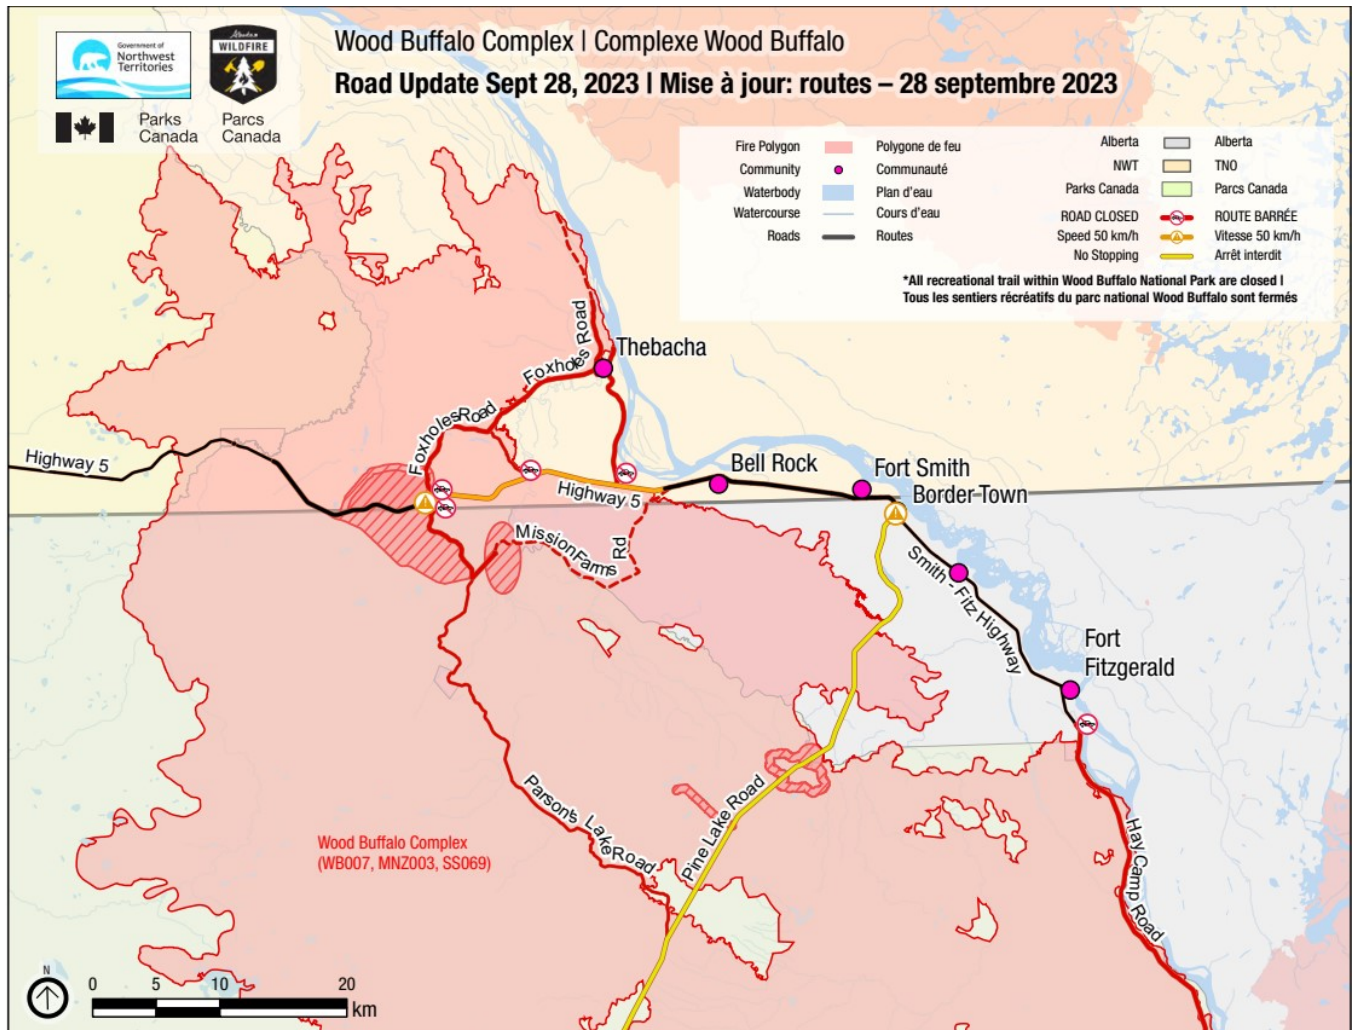 Government of
Northwest
Territories
Alberta
WILDFIRE
Parks
Canada
Parcs
Canada
Wood Buffalo Complex | Complexe Wood Buffalo
Road Update Sept 28, 2023 | Mise à jour: routes – 28 septembre 2023
Fire Polygon Polygone de feu
Community Communauté
Waterbody Plan d'eau
Watercourse Cours d'eau
Roads Routes
Alberta Alberta
NWT TNO
Parks Canada Parcs Canada
ROAD CLOSED ROUTE BARRÉE
Speed 50 km/h Vitesse 50 km/h
No Stopping Arrêt interdit
*All recreational trail within Wood Buffalo National Park are closed |
Tous les sentiers récréatifs du parc national Wood Buffalo sont fermés
Foxholes Road
Thebacha
Foxholes Road
Foxholes Road
Highway 5
Bell Rock
Fort Smith
Border Town
Highway 5
Mission Farms Rd
Smith - Fitz Highway
Fort
Fitzgerald
Parson's Lake Road
Pine Lake Road
Hay Camp Road
Wood Buffalo Complex
(WB007, MNZ003, SS069)
N
0 5 10 20
km